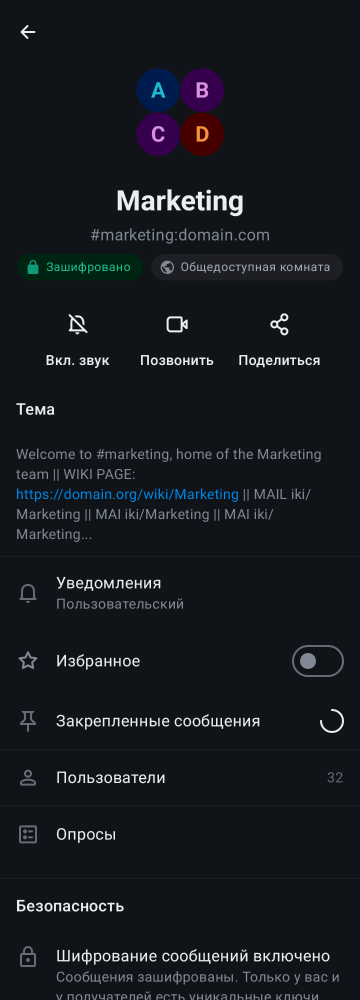 A B
C D
Marketing
#marketing:domain.com
Зашифровано Общедоступная комната
Вкл. звук Позвонить Поделиться
Тема
Welcome to #marketing, home of the Marketing
team || WIKI PAGE:
https://domain.org/wiki/Marketing || MAIL iki/
Marketing || MAI iki/Marketing || MAI iki/
Marketing...
Уведомления
Пользовательский
Избранное
Закрепленные сообщения
Пользователи 32
Опросы
Безопасность
Шифрование сообщений включено
Сообщения зашифрованы. Только у вас и
у получателей есть уникальные ключи